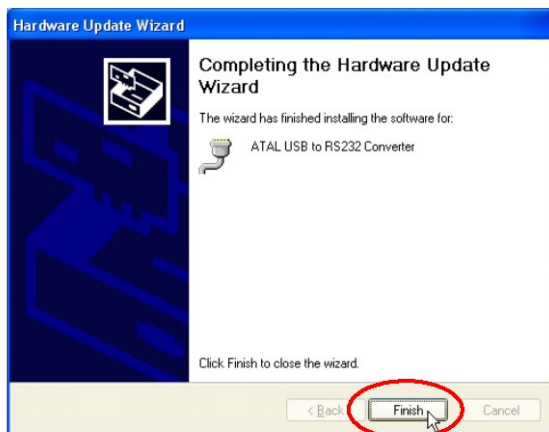 Hardware Update Wizard
Completing the Hardware Update
Wizard
The wizard has finished installing the software for:
ATAL USB to RS232 Converter
Click Finish to close the wizard.
< Back
Finish
Cancel